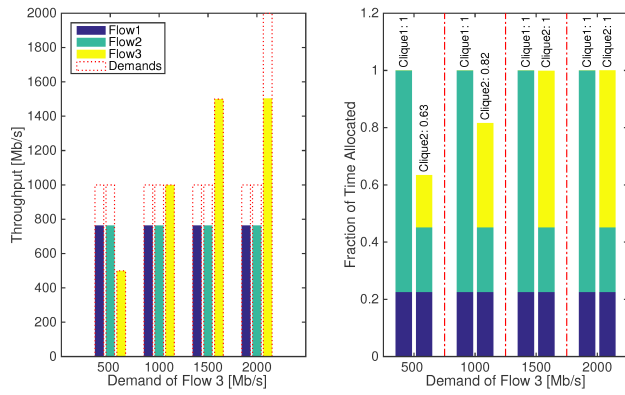 2000
1800
1600
1400
1200
1000
800
600
400
200
0
Throughput [Mb/s]
Flow1
Flow2
Flow3
Demands
500
1000
1500
2000
Demand of Flow 3 [Mb/s]
1.2
1
0.8
0.6
0.4
0.2
0
Fraction of Time Allocated
Clique1: 1
Clique2: 0.63
Clique1: 1
Clique2: 0.82
Clique1: 1
Clique2: 1
Clique1: 1
Clique2: 1
500
1000
1500
2000
Demand of Flow 3 [Mb/s]